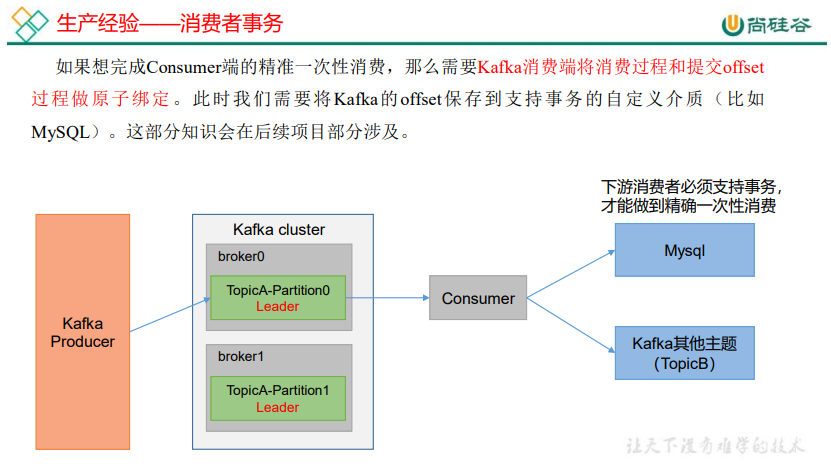 生产经验——消费者事务
尚硅谷
如果想完成Consumer端的精准一次性消费，那么需要Kafka消费端将消费过程和提交offset
过程做原子绑定。此时我们需要将Kafka的offset保存到支持事务的自定义介质（比如
MySQL）。这部分知识会在后续项目部分涉及。
下游消费者必须支持事务，
才能做到精确一次性消费
Kafka cluster
broker0
TopicA-Partition0
Leader
Kafka
Producer
broker1
TopicA-Partition1
Leader
Consumer
Mysql
Kafka其他主题
（TopicB）
让天下没有难学的技术